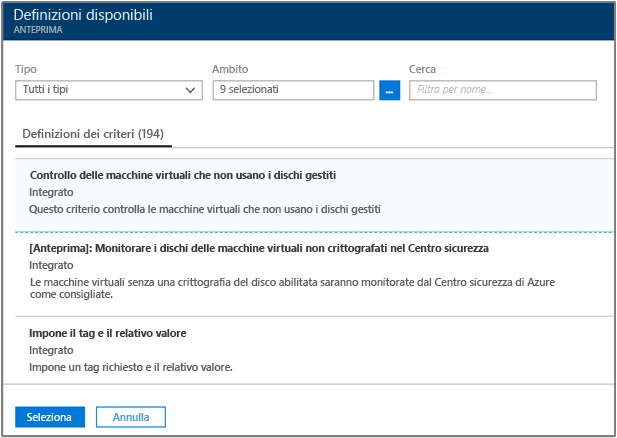 Definizioni disponibili
ANTEPRIMA
Tipo Ambito Cerca
Tutti i tipi 9 selezionati ... Filtra per nome...
Definizioni dei criteri (194)
Controllo delle macchine virtuali che non usano i dischi gestiti
Integrato
Questo criterio controlla le macchine virtuali che non usano i dischi gestiti
[Anteprima]: Monitorare i dischi delle macchine virtuali non crittografati nel Centro sicurezza
Integrato
Le macchine virtuali senza una crittografia del disco abilitata saranno monitorate dal Centro sicurezza di Azure
come consigliate.
Impone il tag e il relativo valore
Integrato
Impone un tag richiesto e il relativo valore.
Seleziona Annulla